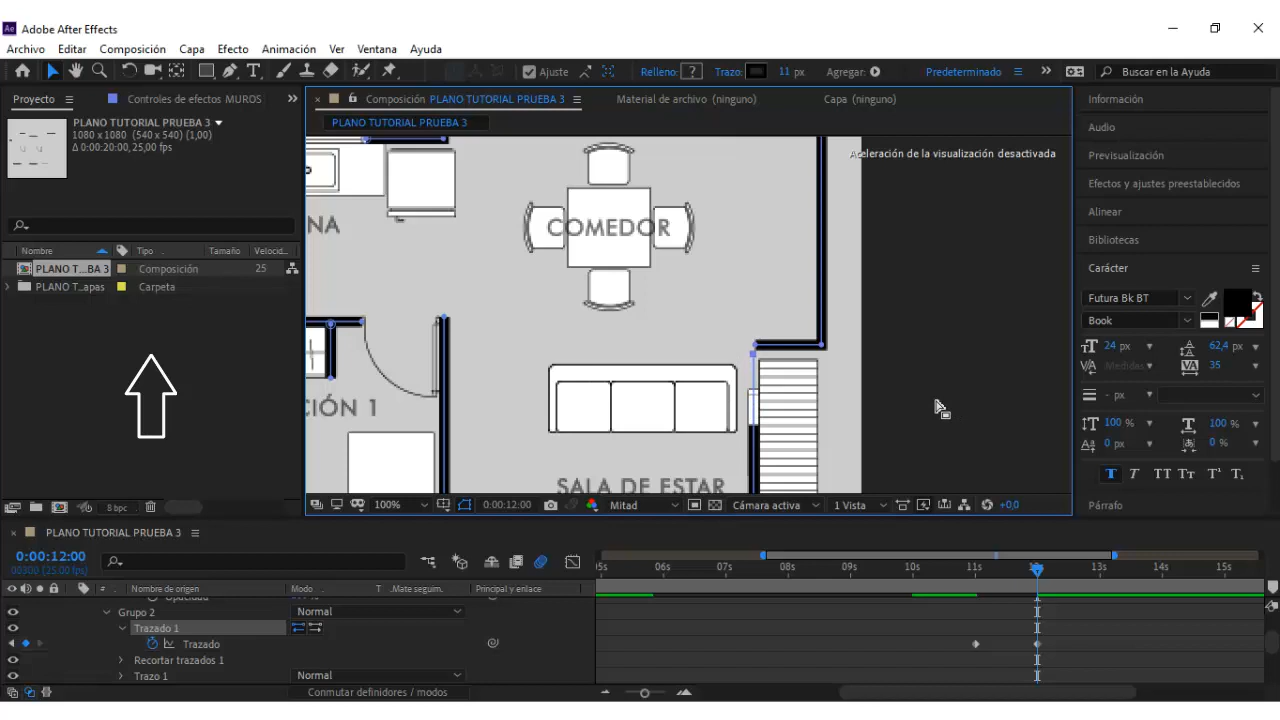 Ae Adobe After Effects
Archivo Editar Composición Capa Efecto Animación Ver Ventana Ayuda
Ajuste Relleno: ? Trazo: 11 px Agregar: Predeterminado Buscar en la Ayuda
Proyecto Controles de efectos MUROS
PLANO TUTORIAL PRUEBA 3
1080 x 1080 (540 x 540) (1,00)
Δ 0:00:20:00, 25,00 fps
Nombre Tipo Tamaño Velocid...
PLANO T...BA 3 Composición 25
PLANO T...apas Carpeta
8 bpc
Composición PLANO TUTORIAL PRUEBA 3 Material de archivo (ninguno) Capa (ninguno)
PLANO TUTORIAL PRUEBA 3
Aceleración de la visualización desactivada
NA
COMEDOR
CIÓN 1
SALA DE ESTAR
100% 0:00:12:00 Mitad Cámara activa 1 Vista +0,0
Información
Audio
Previsualización
Efectos y ajustes preestablecidos
Alinear
Bibliotecas
Carácter
Futura Bk BT
Book
24 px 62,4 px
Medidas 35
- px
100 % 100 %
0 px 0 %
T T TT Tt T¹ T₁
Párrafo
PLANO TUTORIAL PRUEBA 3
0:00:12:00
00300 (25.00 fps)
05s 06s 07s 08s 09s 10s 11s 12s 13s 14s 15s
# Nombre de origen Modo T .Mate seguim. Principal y enlace
Opacidad
Grupo 2 Normal
Trazado 1
Trazado
Recortar trazados 1
Trazo 1 Normal
Conmutar definidores / modos